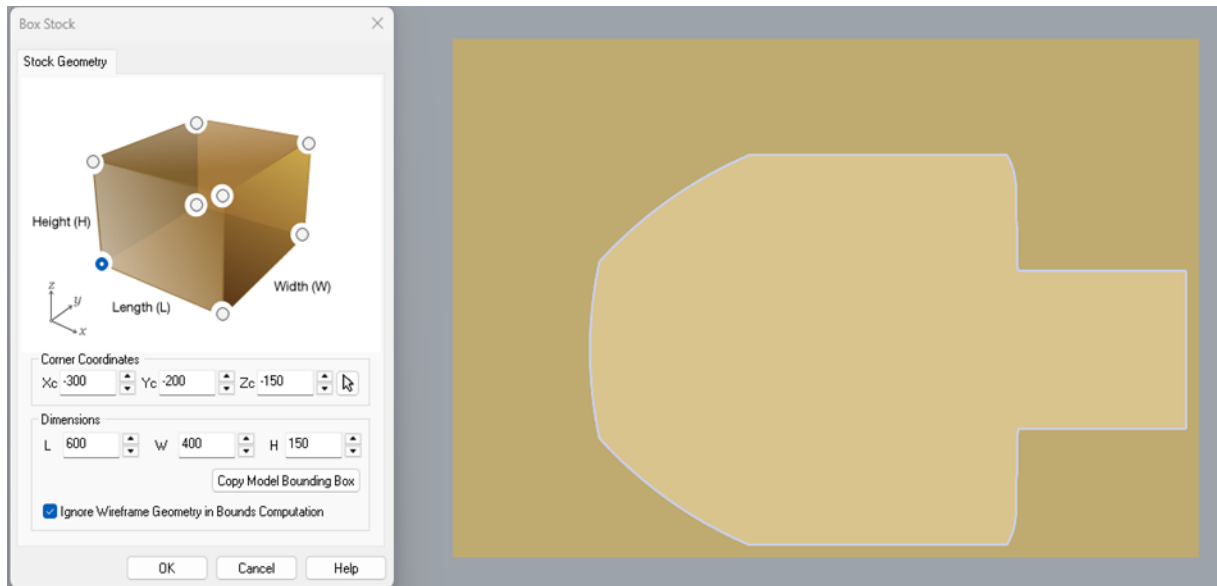 Box Stock
Stock Geometry
Height (H)
Width (W)
Length (L)
z
y
x
Corner Coordinates
Xc -300 Yc -200 Zc -150
Dimensions
L 600 W 400 H 150
Copy Model Bounding Box
Ignore Wireframe Geometry in Bounds Computation
OK Cancel Help